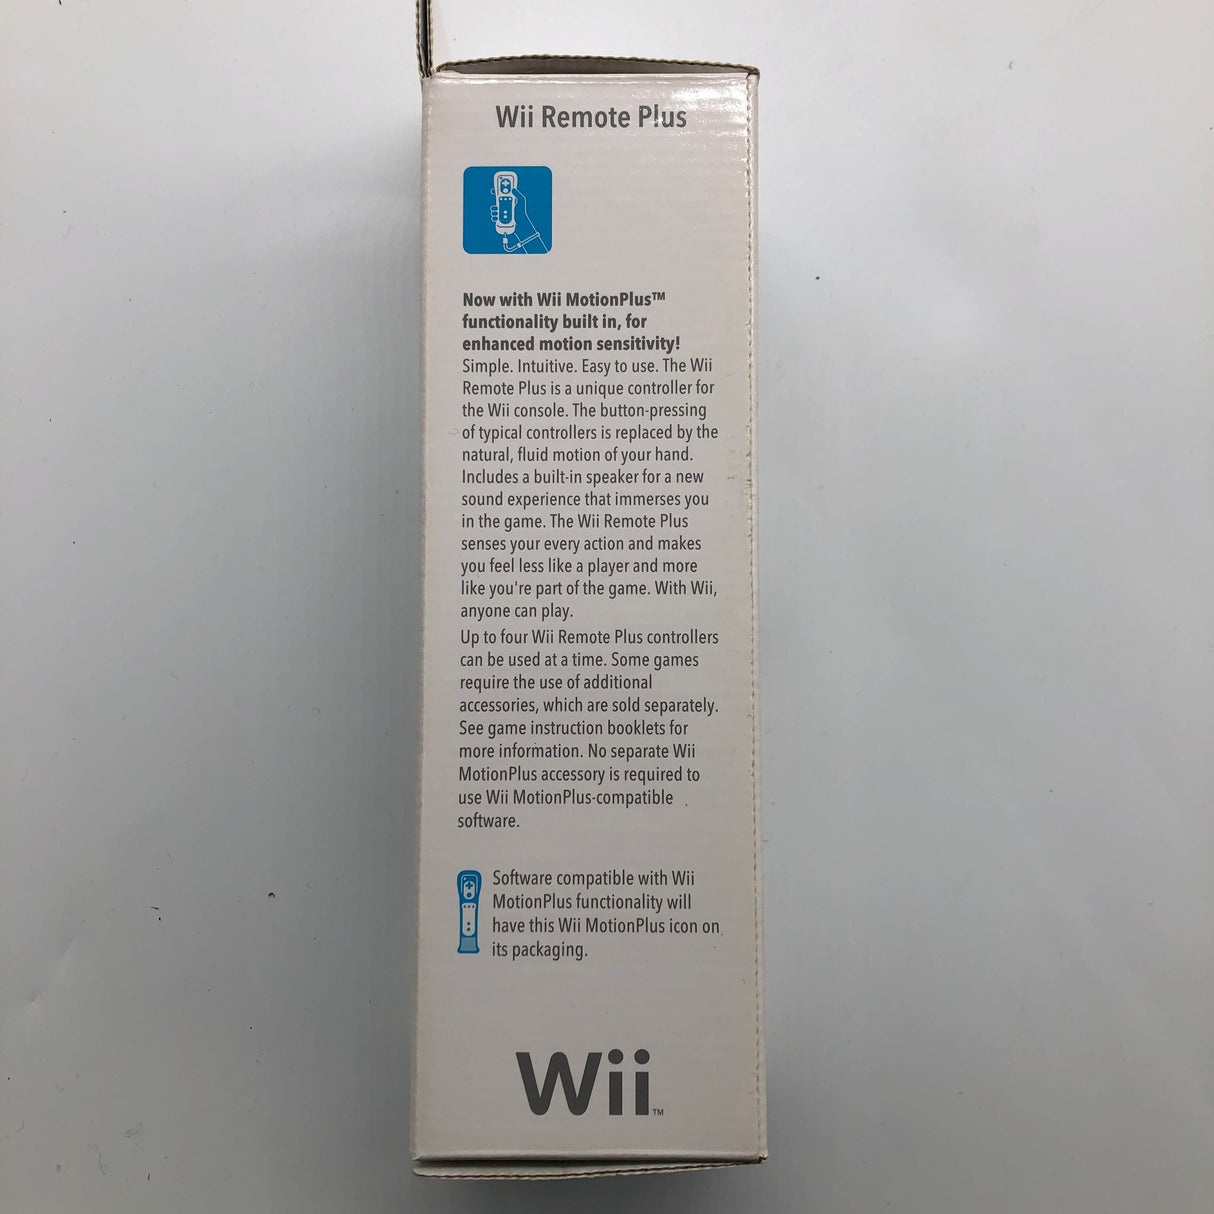 Wii Remote Plus
Now with Wii MotionPlus™
functionality built in, for
enhanced motion sensitivity!
Simple. Intuitive. Easy to use. The Wii
Remote Plus is a unique controller for
the Wii console. The button-pressing
of typical controllers is replaced by the
natural, fluid motion of your hand.
Includes a built-in speaker for a new
sound experience that immerses you
in the game. The Wii Remote Plus
senses your every action and makes
you feel less like a player and more
like you're part of the game. With Wii,
anyone can play.
Up to four Wii Remote Plus controllers
can be used at a time. Some games
require the use of additional
accessories, which are sold separately.
See game instruction booklets for
more information. No separate Wii
MotionPlus accessory is required to
use Wii MotionPlus-compatible
software.
Software compatible with Wii
MotionPlus functionality will
have this Wii MotionPlus icon on
its packaging.
Wii™